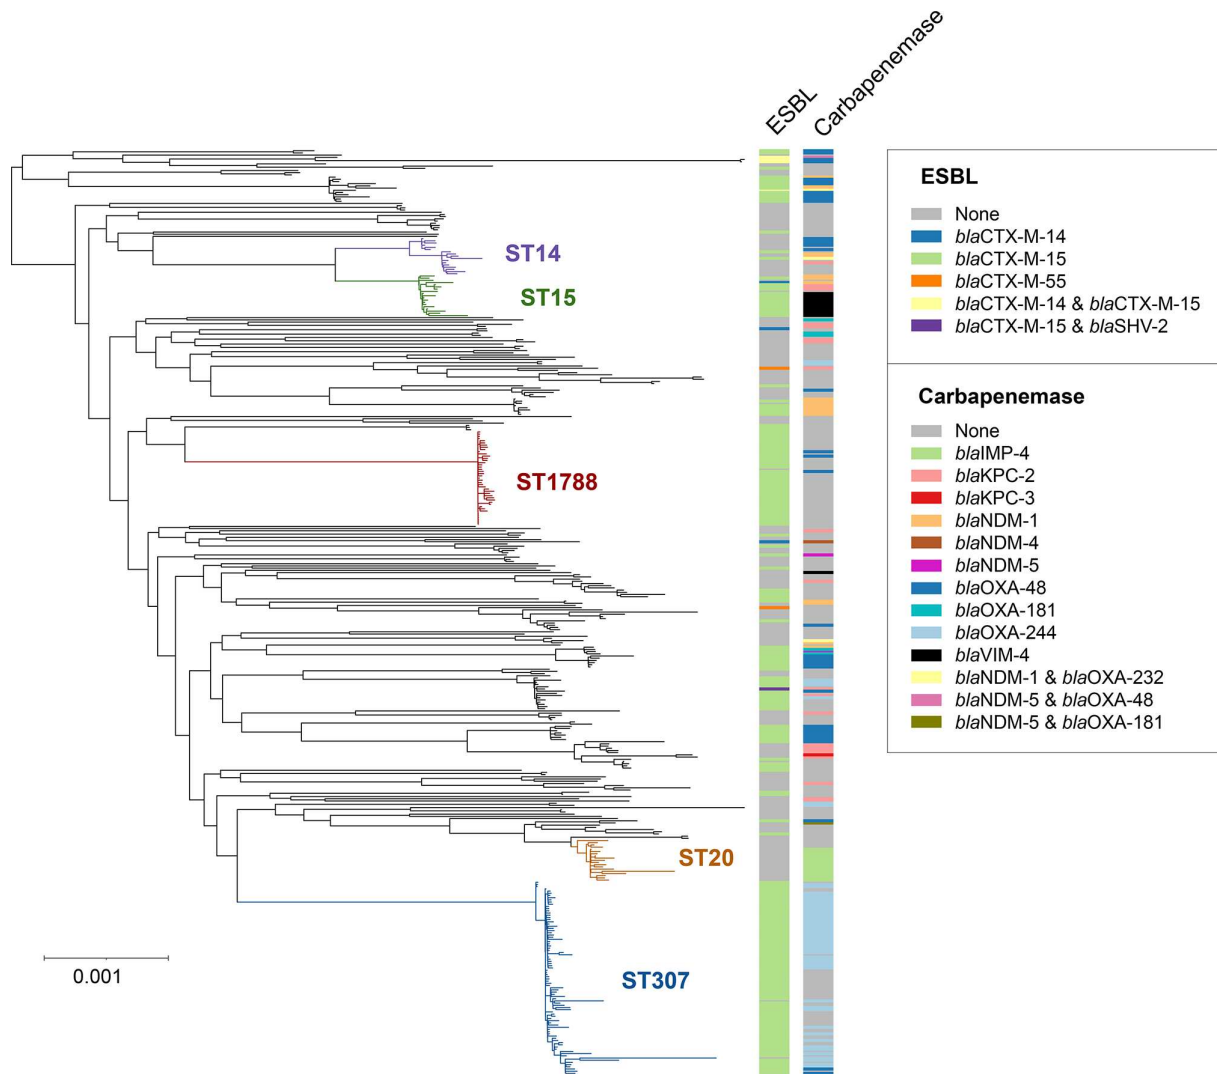 ESBL
Carbapenemase
ST14
ST15
ST1788
ST20
ST307
0.001
ESBL
None
blaCTX-M-14
blaCTX-M-15
blaCTX-M-55
blaCTX-M-14 & blaCTX-M-15
blaCTX-M-15 & blaSHV-2
Carbapenemase
None
blaIMP-4
blaKPC-2
blaKPC-3
blaNDM-1
blaNDM-4
blaNDM-5
blaOXA-48
blaOXA-181
blaOXA-244
blaVIM-4
blaNDM-1 & blaOXA-232
blaNDM-5 & blaOXA-48
blaNDM-5 & blaOXA-181